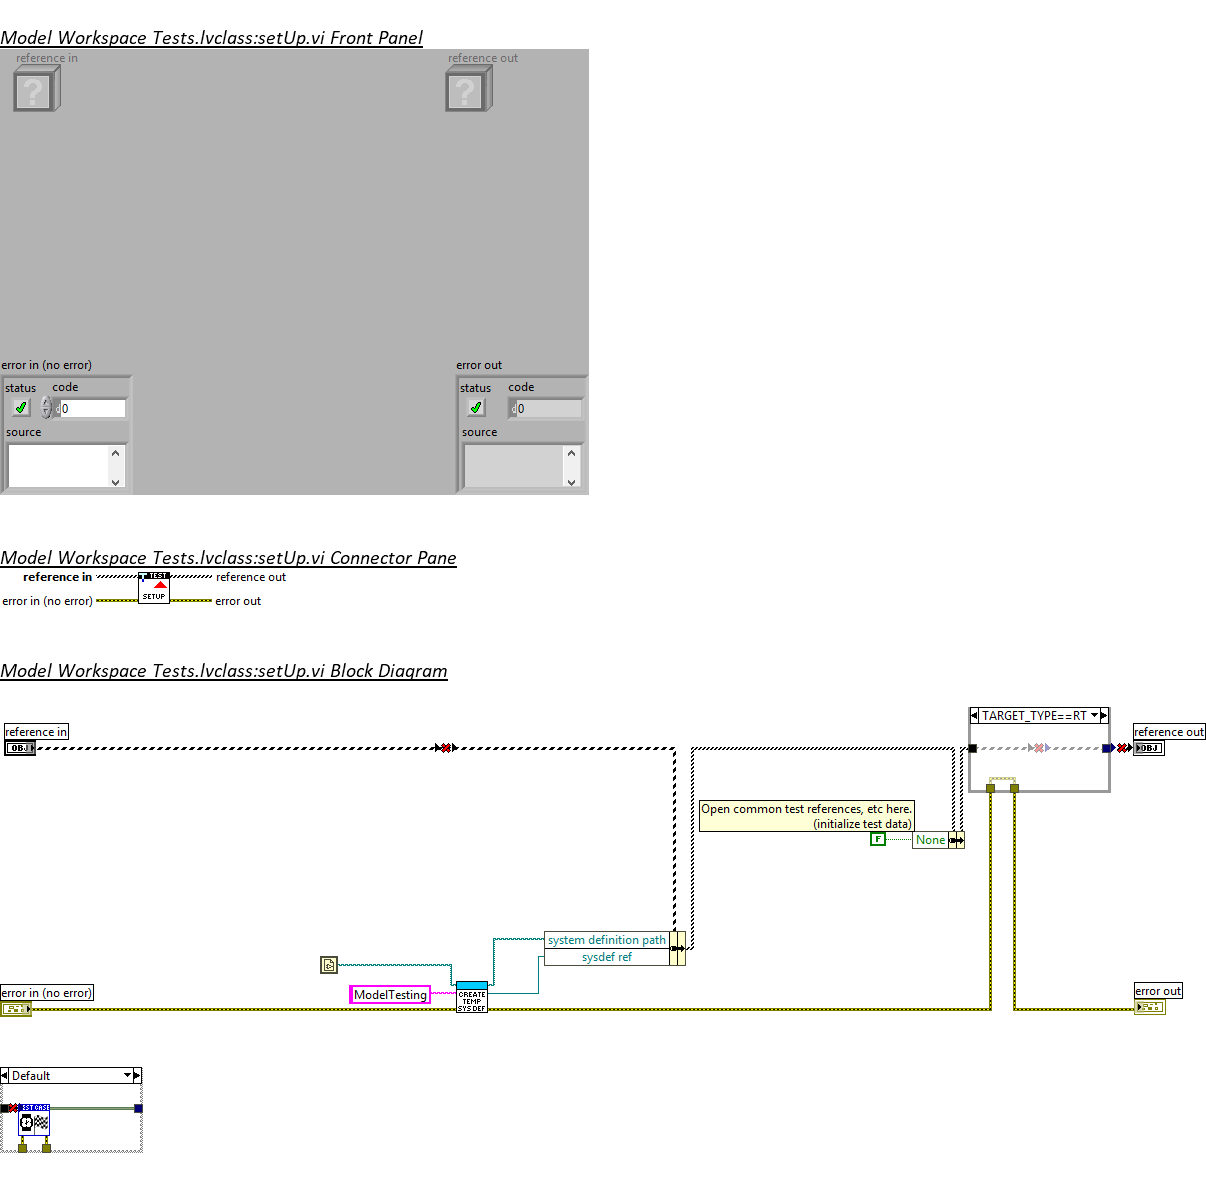 Model Workspace Tests.lvclass:setUp.vi Front Panel
reference in
reference out
error in (no error)
status
code
0
source
error out
status
code
0
source
Model Workspace Tests.lvclass:setUp.vi Connector Pane
reference in
reference out
TEST
SETUP
error in (no error)
error out
Model Workspace Tests.lvclass:setUp.vi Block Diagram
TARGET_TYPE==RT
reference in
OBJ
reference out
OBJ
Open common test references, etc here.
(initialize test data)
F
None
system definition path
sysdef ref
ModelTesting
CREATE
TEMP
SYS DEF
error in (no error)
error out
Default